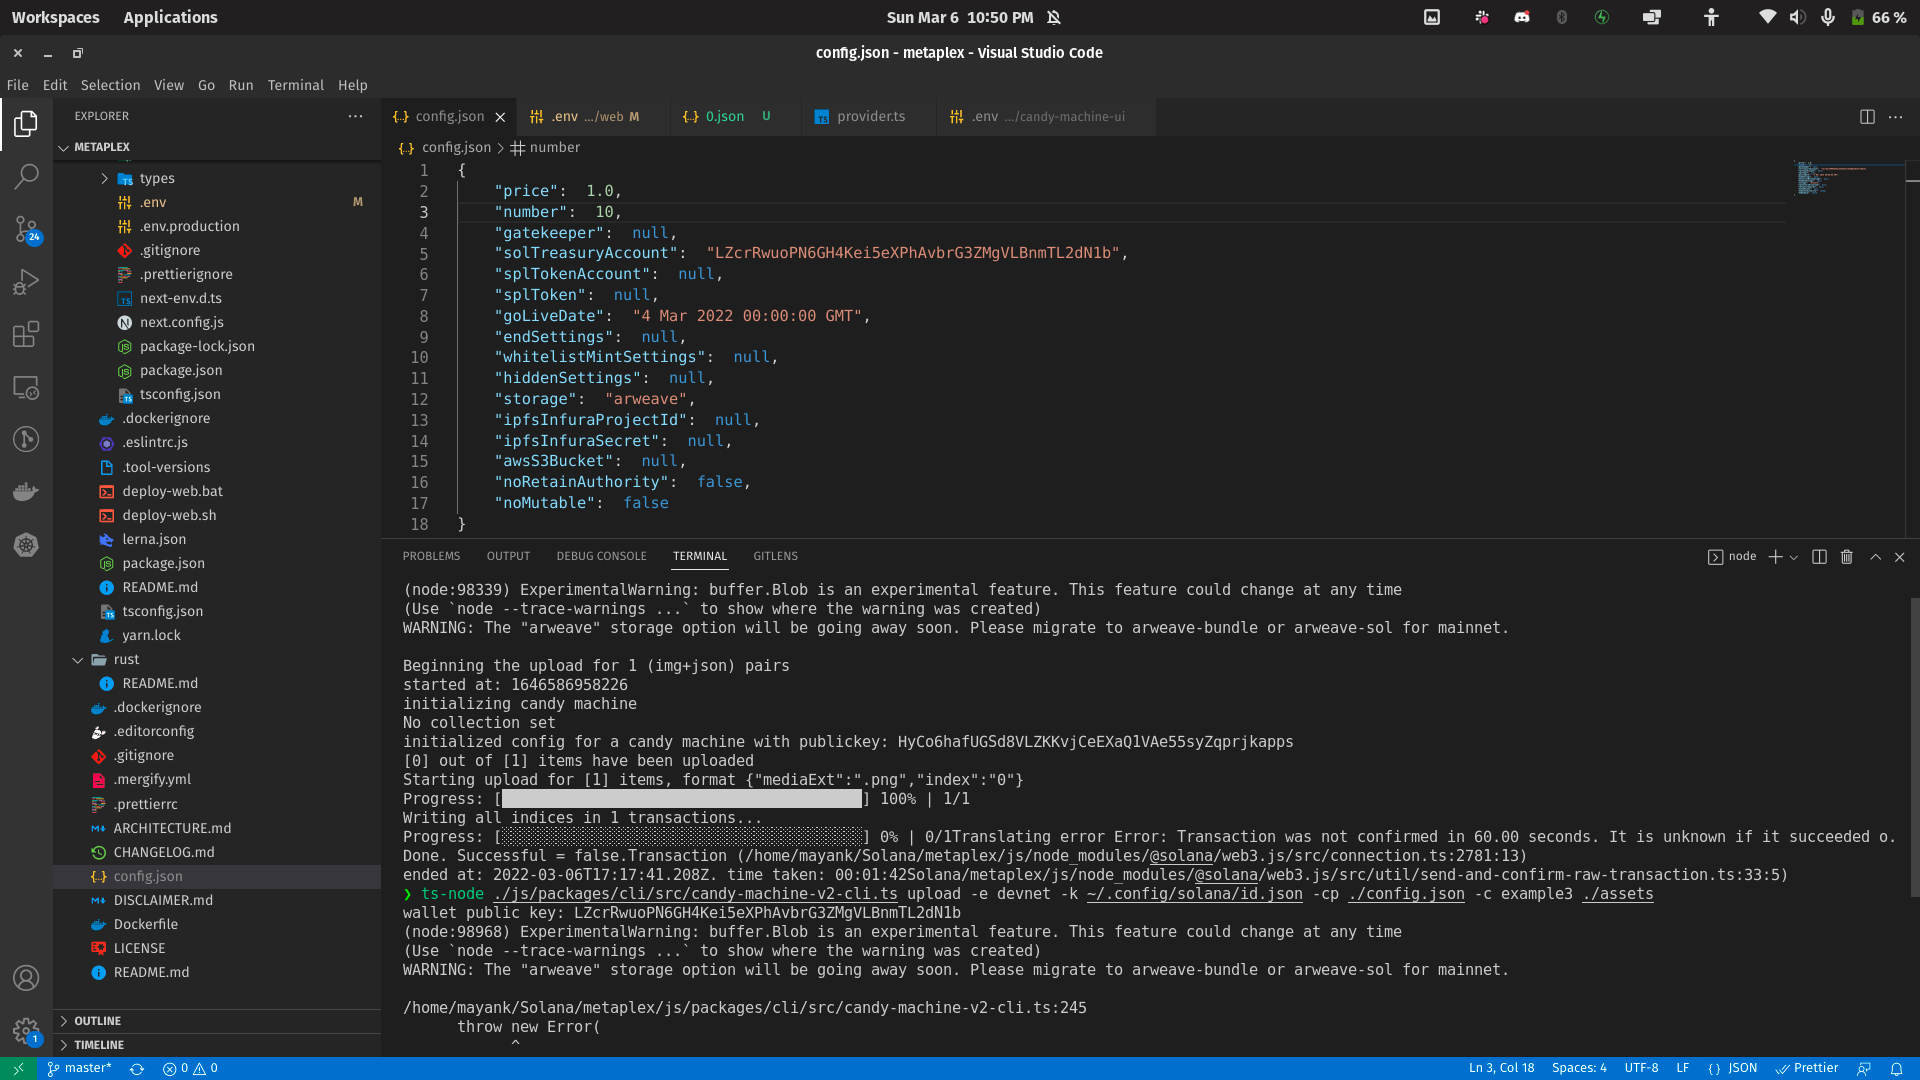 Workspaces Applications Sun Mar 6 10:50 PM 66 %
config.json - metaplex - Visual Studio Code
File Edit Selection View Go Run Terminal Help
EXPLORER
METAPLEX
types
.env M
.env.production
.gitignore
.prettierignore
next-env.d.ts
next.config.js
package-lock.json
package.json
tsconfig.json
.dockerignore
.eslintrc.js
.tool-versions
deploy-web.bat
deploy-web.sh
lerna.json
package.json
README.md
tsconfig.json
yarn.lock
rust
README.md
.dockerignore
.editorconfig
.gitignore
.mergify.yml
.prettierrc
ARCHITECTURE.md
CHANGELOG.md
config.json
DISCLAIMER.md
Dockerfile
LICENSE
README.md
OUTLINE
TIMELINE
24
1
config.json .env .../web M 0.json U provider.ts .env .../candy-machine-ui
config.json > number
1 {
2 "price": 1.0,
3 "number": 10,
4 "gatekeeper": null,
5 "solTreasuryAccount": "LZcrRwuoPN6GH4Kei5eXPhAvbrG3ZMgVLBnmTL2dN1b",
6 "splTokenAccount": null,
7 "splToken": null,
8 "goLiveDate": "4 Mar 2022 00:00:00 GMT",
9 "endSettings": null,
10 "whitelistMintSettings": null,
11 "hiddenSettings": null,
12 "storage": "arweave",
13 "ipfsInfuraProjectId": null,
14 "ipfsInfuraSecret": null,
15 "awsS3Bucket": null,
16 "noRetainAuthority": false,
17 "noMutable": false
18 }
PROBLEMS OUTPUT DEBUG CONSOLE TERMINAL GITLENS node
(node:98339) ExperimentalWarning: buffer.Blob is an experimental feature. This feature could change at any time
(Use `node --trace-warnings ...` to show where the warning was created)
WARNING: The "arweave" storage option will be going away soon. Please migrate to arweave-bundle or arweave-sol for mainnet.
Beginning the upload for 1 (img+json) pairs
started at: 1646586958226
initializing candy machine
No collection set
initialized config for a candy machine with publickey: HyCo6hafUGSd8VLZKKvjCeEXaQ1VAe55syZqprjkapps
[0] out of [1] items have been uploaded
Starting upload for [1] items, format {"mediaExt":".png","index":"0"}
Progress: [] 100% | 1/1
Writing all indices in 1 transactions...
Progress: [] 0% | 0/1Translating error Error: Transaction was not confirmed in 60.00 seconds. It is unknown if it succeeded o.
Done. Successful = false.Transaction (/home/mayank/Solana/metaplex/js/node_modules/@solana/web3.js/src/connection.ts:2781:13)
ended at: 2022-03-06T17:17:41.208Z. time taken: 00:01:42Solana/metaplex/js/node_modules/@solana/web3.js/src/util/send-and-confirm-raw-transaction.ts:33:5)
❯ ts-node ./js/packages/cli/src/candy-machine-v2-cli.ts upload -e devnet -k ~/.config/solana/id.json -cp ./config.json -c example3 ./assets
wallet public key: LZcrRwuoPN6GH4Kei5eXPhAvbrG3ZMgVLBnmTL2dN1b
(node:98968) ExperimentalWarning: buffer.Blob is an experimental feature. This feature could change at any time
(Use `node --trace-warnings ...` to show where the warning was created)
WARNING: The "arweave" storage option will be going away soon. Please migrate to arweave-bundle or arweave-sol for mainnet.
/home/mayank/Solana/metaplex/js/packages/cli/src/candy-machine-v2-cli.ts:245
throw new Error(
^
master* 0 0 Ln 3, Col 18 Spaces: 4 UTF-8 LF {} JSON Prettier